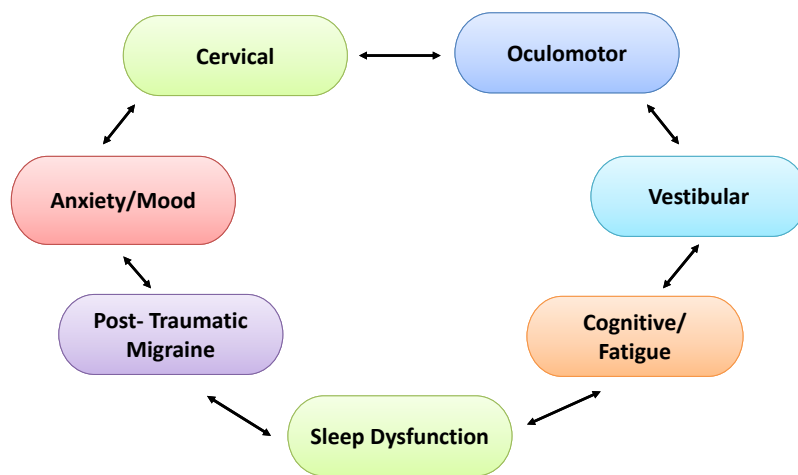 Cervical
Oculomotor
Anxiety/Mood
Vestibular
Post- Traumatic
Migraine
Cognitive/
Fatigue
Sleep Dysfunction